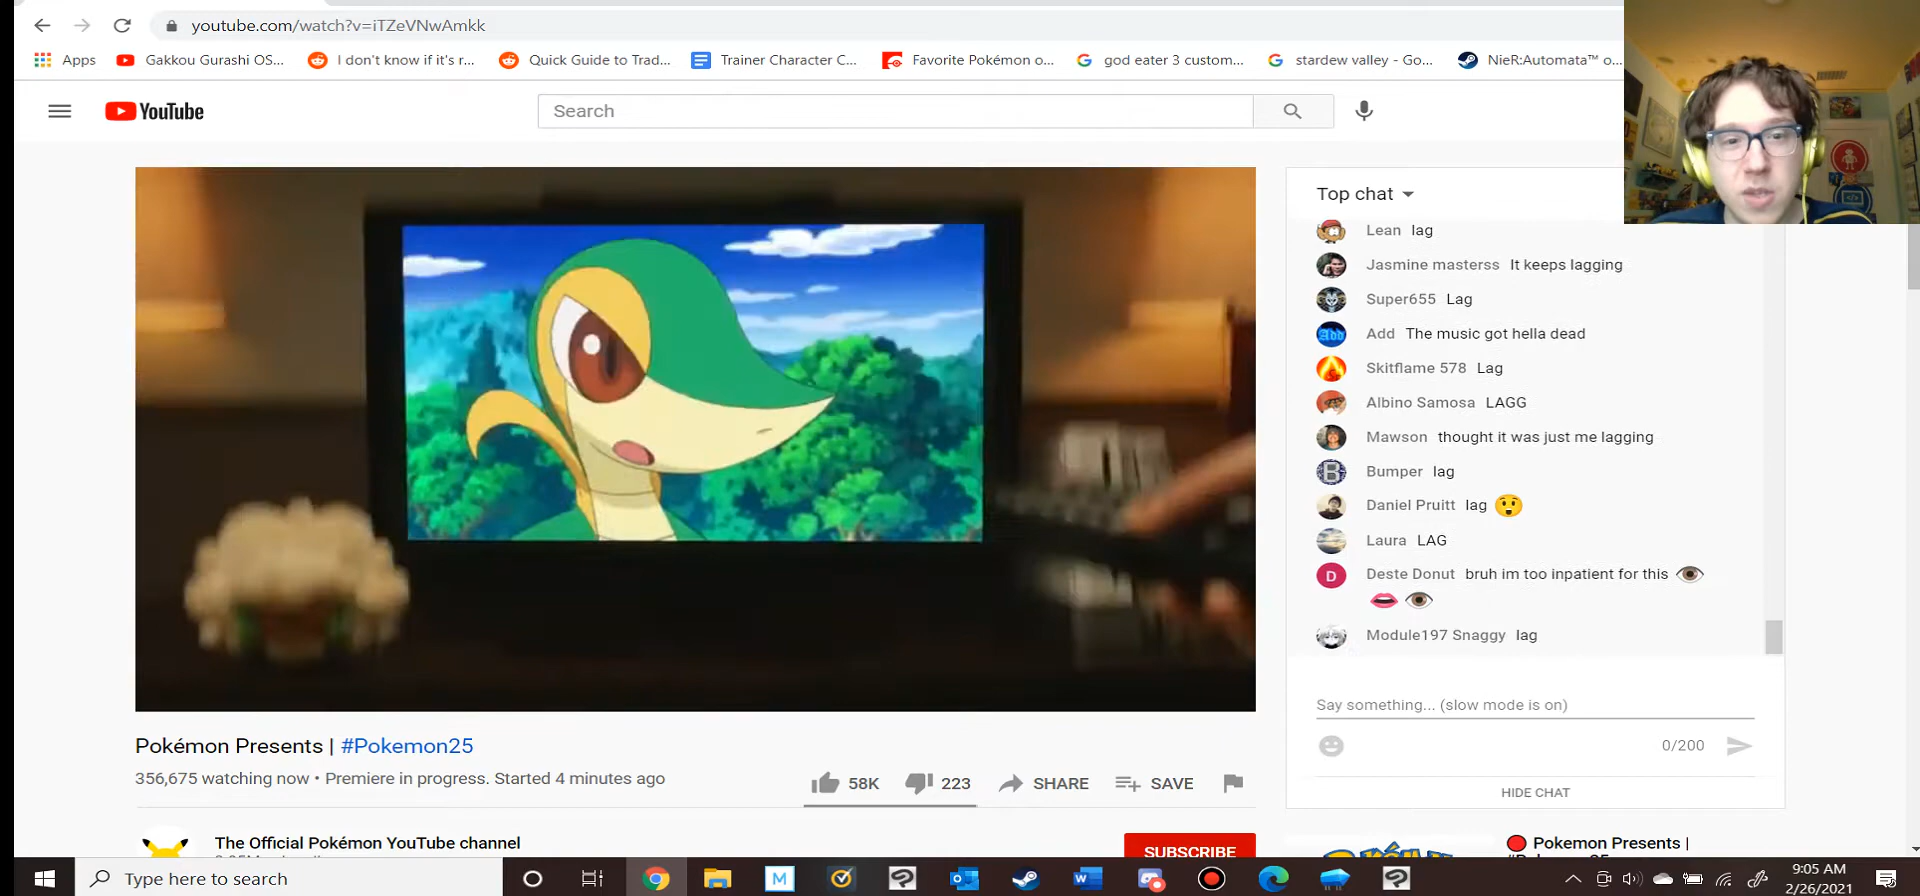 youtube.com/watch?v=iTZeVNwAmkk
Apps Gakkou Gurashi OS... I don't know if it's r... Quick Guide to Trad... Trainer Character C... Favorite Pokémon o... god eater 3 custom... stardew valley - Go... NieR:Automata™ o...
YouTube
Search
Top chat
Lean lag
Jasmine masterss It keeps lagging
Super655 Lag
Add The music got hella dead
Skitflame 578 Lag
Albino Samosa LAGG
Mawson thought it was just me lagging
Bumper lag
Daniel Pruitt lag
Laura LAG
D Deste Donut bruh im too inpatient for this
Module197 Snaggy lag
Say something... (slow mode is on)
0/200
HIDE CHAT
Pokémon Presents | #Pokemon25
356,675 watching now • Premiere in progress. Started 4 minutes ago
58K 223 SHARE SAVE
The Official Pokémon YouTube channel
SUBSCRIBE
Pokemon Presents |
Type here to search
9:05 AM
2/26/2021